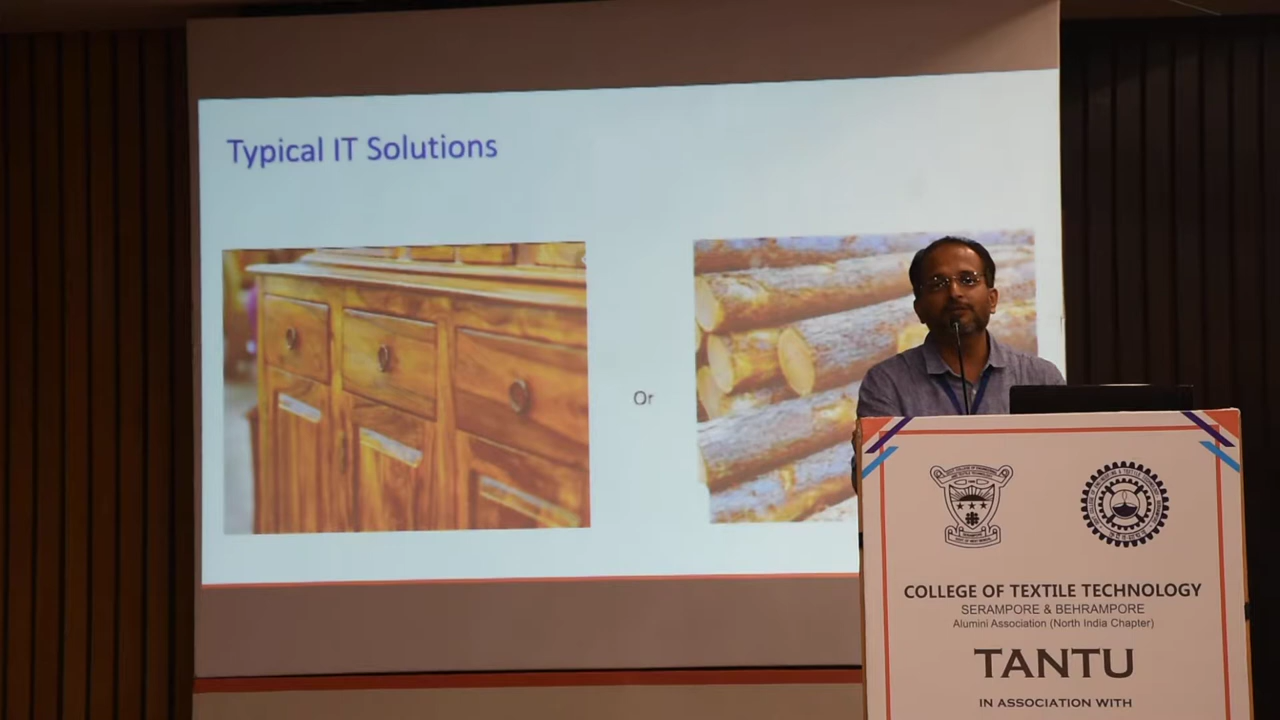 Typical IT Solutions
Or
COLLEGE OF TEXTILE TECHNOLOGY
SERAMPORE & BEHRAMPORE
Alumini Association (North India Chapter)
TANTU
IN ASSOCIATION WITH